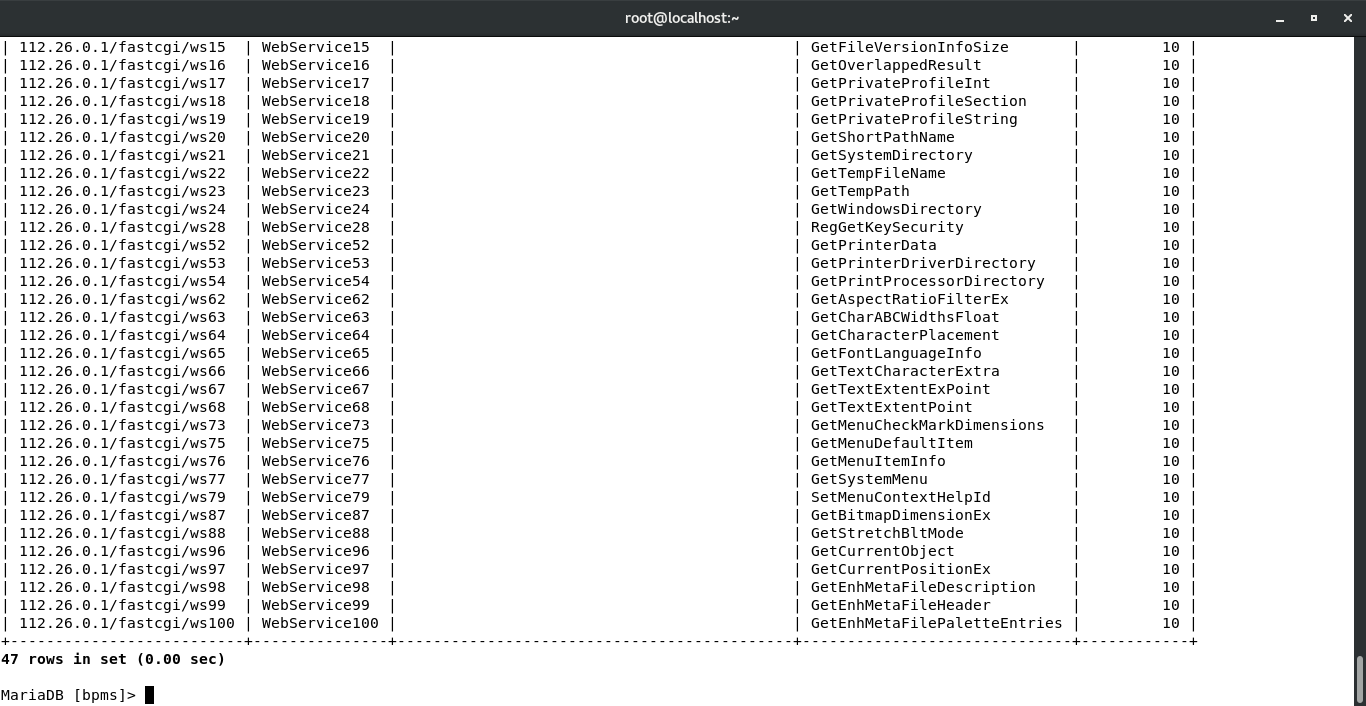 root@localhost:~
| 112.26.0.1/fastcgi/ws15  | WebService15  |                                            | GetFileVersionInfoSize       |         10 |
| 112.26.0.1/fastcgi/ws16  | WebService16  |                                            | GetOverlappedResult          |         10 |
| 112.26.0.1/fastcgi/ws17  | WebService17  |                                            | GetPrivateProfileInt         |         10 |
| 112.26.0.1/fastcgi/ws18  | WebService18  |                                            | GetPrivateProfileSection     |         10 |
| 112.26.0.1/fastcgi/ws19  | WebService19  |                                            | GetPrivateProfileString      |         10 |
| 112.26.0.1/fastcgi/ws20  | WebService20  |                                            | GetShortPathName             |         10 |
| 112.26.0.1/fastcgi/ws21  | WebService21  |                                            | GetSystemDirectory           |         10 |
| 112.26.0.1/fastcgi/ws22  | WebService22  |                                            | GetTempFileName              |         10 |
| 112.26.0.1/fastcgi/ws23  | WebService23  |                                            | GetTempPath                  |         10 |
| 112.26.0.1/fastcgi/ws24  | WebService24  |                                            | GetWindowsDirectory          |         10 |
| 112.26.0.1/fastcgi/ws28  | WebService28  |                                            | RegGetKeySecurity            |         10 |
| 112.26.0.1/fastcgi/ws52  | WebService52  |                                            | GetPrinterData               |         10 |
| 112.26.0.1/fastcgi/ws53  | WebService53  |                                            | GetPrinterDriverDirectory    |         10 |
| 112.26.0.1/fastcgi/ws54  | WebService54  |                                            | GetPrintProcessorDirectory   |         10 |
| 112.26.0.1/fastcgi/ws62  | WebService62  |                                            | GetAspectRatioFilterEx       |         10 |
| 112.26.0.1/fastcgi/ws63  | WebService63  |                                            | GetCharABCWidthsFloat        |         10 |
| 112.26.0.1/fastcgi/ws64  | WebService64  |                                            | GetCharacterPlacement        |         10 |
| 112.26.0.1/fastcgi/ws65  | WebService65  |                                            | GetFontLanguageInfo          |         10 |
| 112.26.0.1/fastcgi/ws66  | WebService66  |                                            | GetTextCharacterExtra        |         10 |
| 112.26.0.1/fastcgi/ws67  | WebService67  |                                            | GetTextExtentExPoint         |         10 |
| 112.26.0.1/fastcgi/ws68  | WebService68  |                                            | GetTextExtentPoint           |         10 |
| 112.26.0.1/fastcgi/ws73  | WebService73  |                                            | GetMenuCheckMarkDimensions   |         10 |
| 112.26.0.1/fastcgi/ws75  | WebService75  |                                            | GetMenuDefaultItem           |         10 |
| 112.26.0.1/fastcgi/ws76  | WebService76  |                                            | GetMenuItemInfo              |         10 |
| 112.26.0.1/fastcgi/ws77  | WebService77  |                                            | GetSystemMenu                |         10 |
| 112.26.0.1/fastcgi/ws79  | WebService79  |                                            | SetMenuContextHelpId         |         10 |
| 112.26.0.1/fastcgi/ws87  | WebService87  |                                            | GetBitmapDimensionEx         |         10 |
| 112.26.0.1/fastcgi/ws88  | WebService88  |                                            | GetStretchBltMode            |         10 |
| 112.26.0.1/fastcgi/ws96  | WebService96  |                                            | GetCurrentObject             |         10 |
| 112.26.0.1/fastcgi/ws97  | WebService97  |                                            | GetCurrentPositionEx         |         10 |
| 112.26.0.1/fastcgi/ws98  | WebService98  |                                            | GetEnhMetaFileDescription    |         10 |
| 112.26.0.1/fastcgi/ws99  | WebService99  |                                            | GetEnhMetaFileHeader         |         10 |
| 112.26.0.1/fastcgi/ws100 | WebService100 |                                            | GetEnhMetaFilePaletteEntries |         10 |
+--------------------------+---------------+--------------------------------------------+------------------------------+------------+
47 rows in set (0.00 sec)
MariaDB [bpms]>